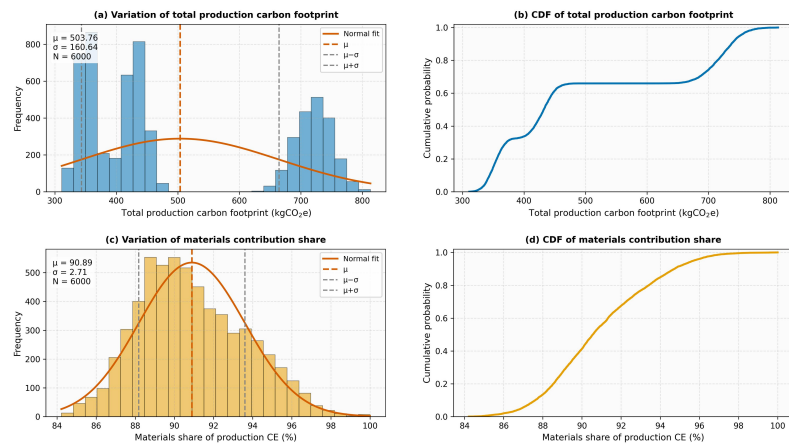 (a) Variation of total production carbon footprint
μ = 503.76
σ = 160.64
N = 6000
Normal fit
μ
μ−σ
μ+σ
Frequency
0
200
400
600
800
300
400
500
600
700
800
Total production carbon footprint (kgCO₂e)
(b) CDF of total production carbon footprint
Cumulative probability
0.0
0.2
0.4
0.6
0.8
1.0
300
400
500
600
700
800
Total production carbon footprint (kgCO₂e)
(c) Variation of materials contribution share
μ = 90.89
σ = 2.71
N = 6000
Normal fit
μ
μ−σ
μ+σ
Frequency
0
100
200
300
400
500
84
86
88
90
92
94
96
98
100
Materials share of production CE (%)
(d) CDF of materials contribution share
Cumulative probability
0.0
0.2
0.4
0.6
0.8
1.0
84
86
88
90
92
94
96
98
100
Materials share of production CE (%)